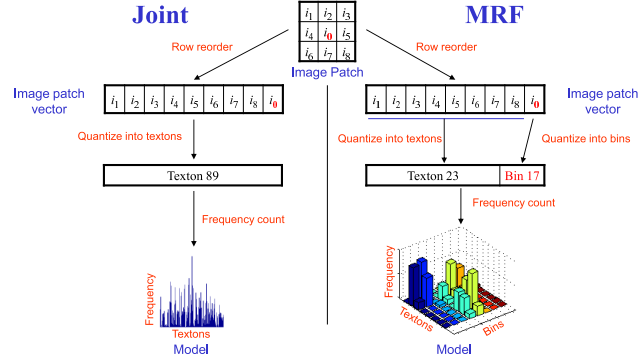 Joint
MRF
i1 i2 i3
i4 i0 i5
i6 i7 i8
Row reorder
Row reorder
Image Patch
Image patch
vector
i1 i2 i3 i4 i5 i6 i7 i8 i0
i1 i2 i3 i4 i5 i6 i7 i8 i0
Image patch
vector
Quantize into textons
Quantize into textons
Quantize into bins
Texton 89
Texton 23
Bin 17
Frequency count
Frequency count
Frequency
Textons
Model
Frequency
Textons
Bins
Model